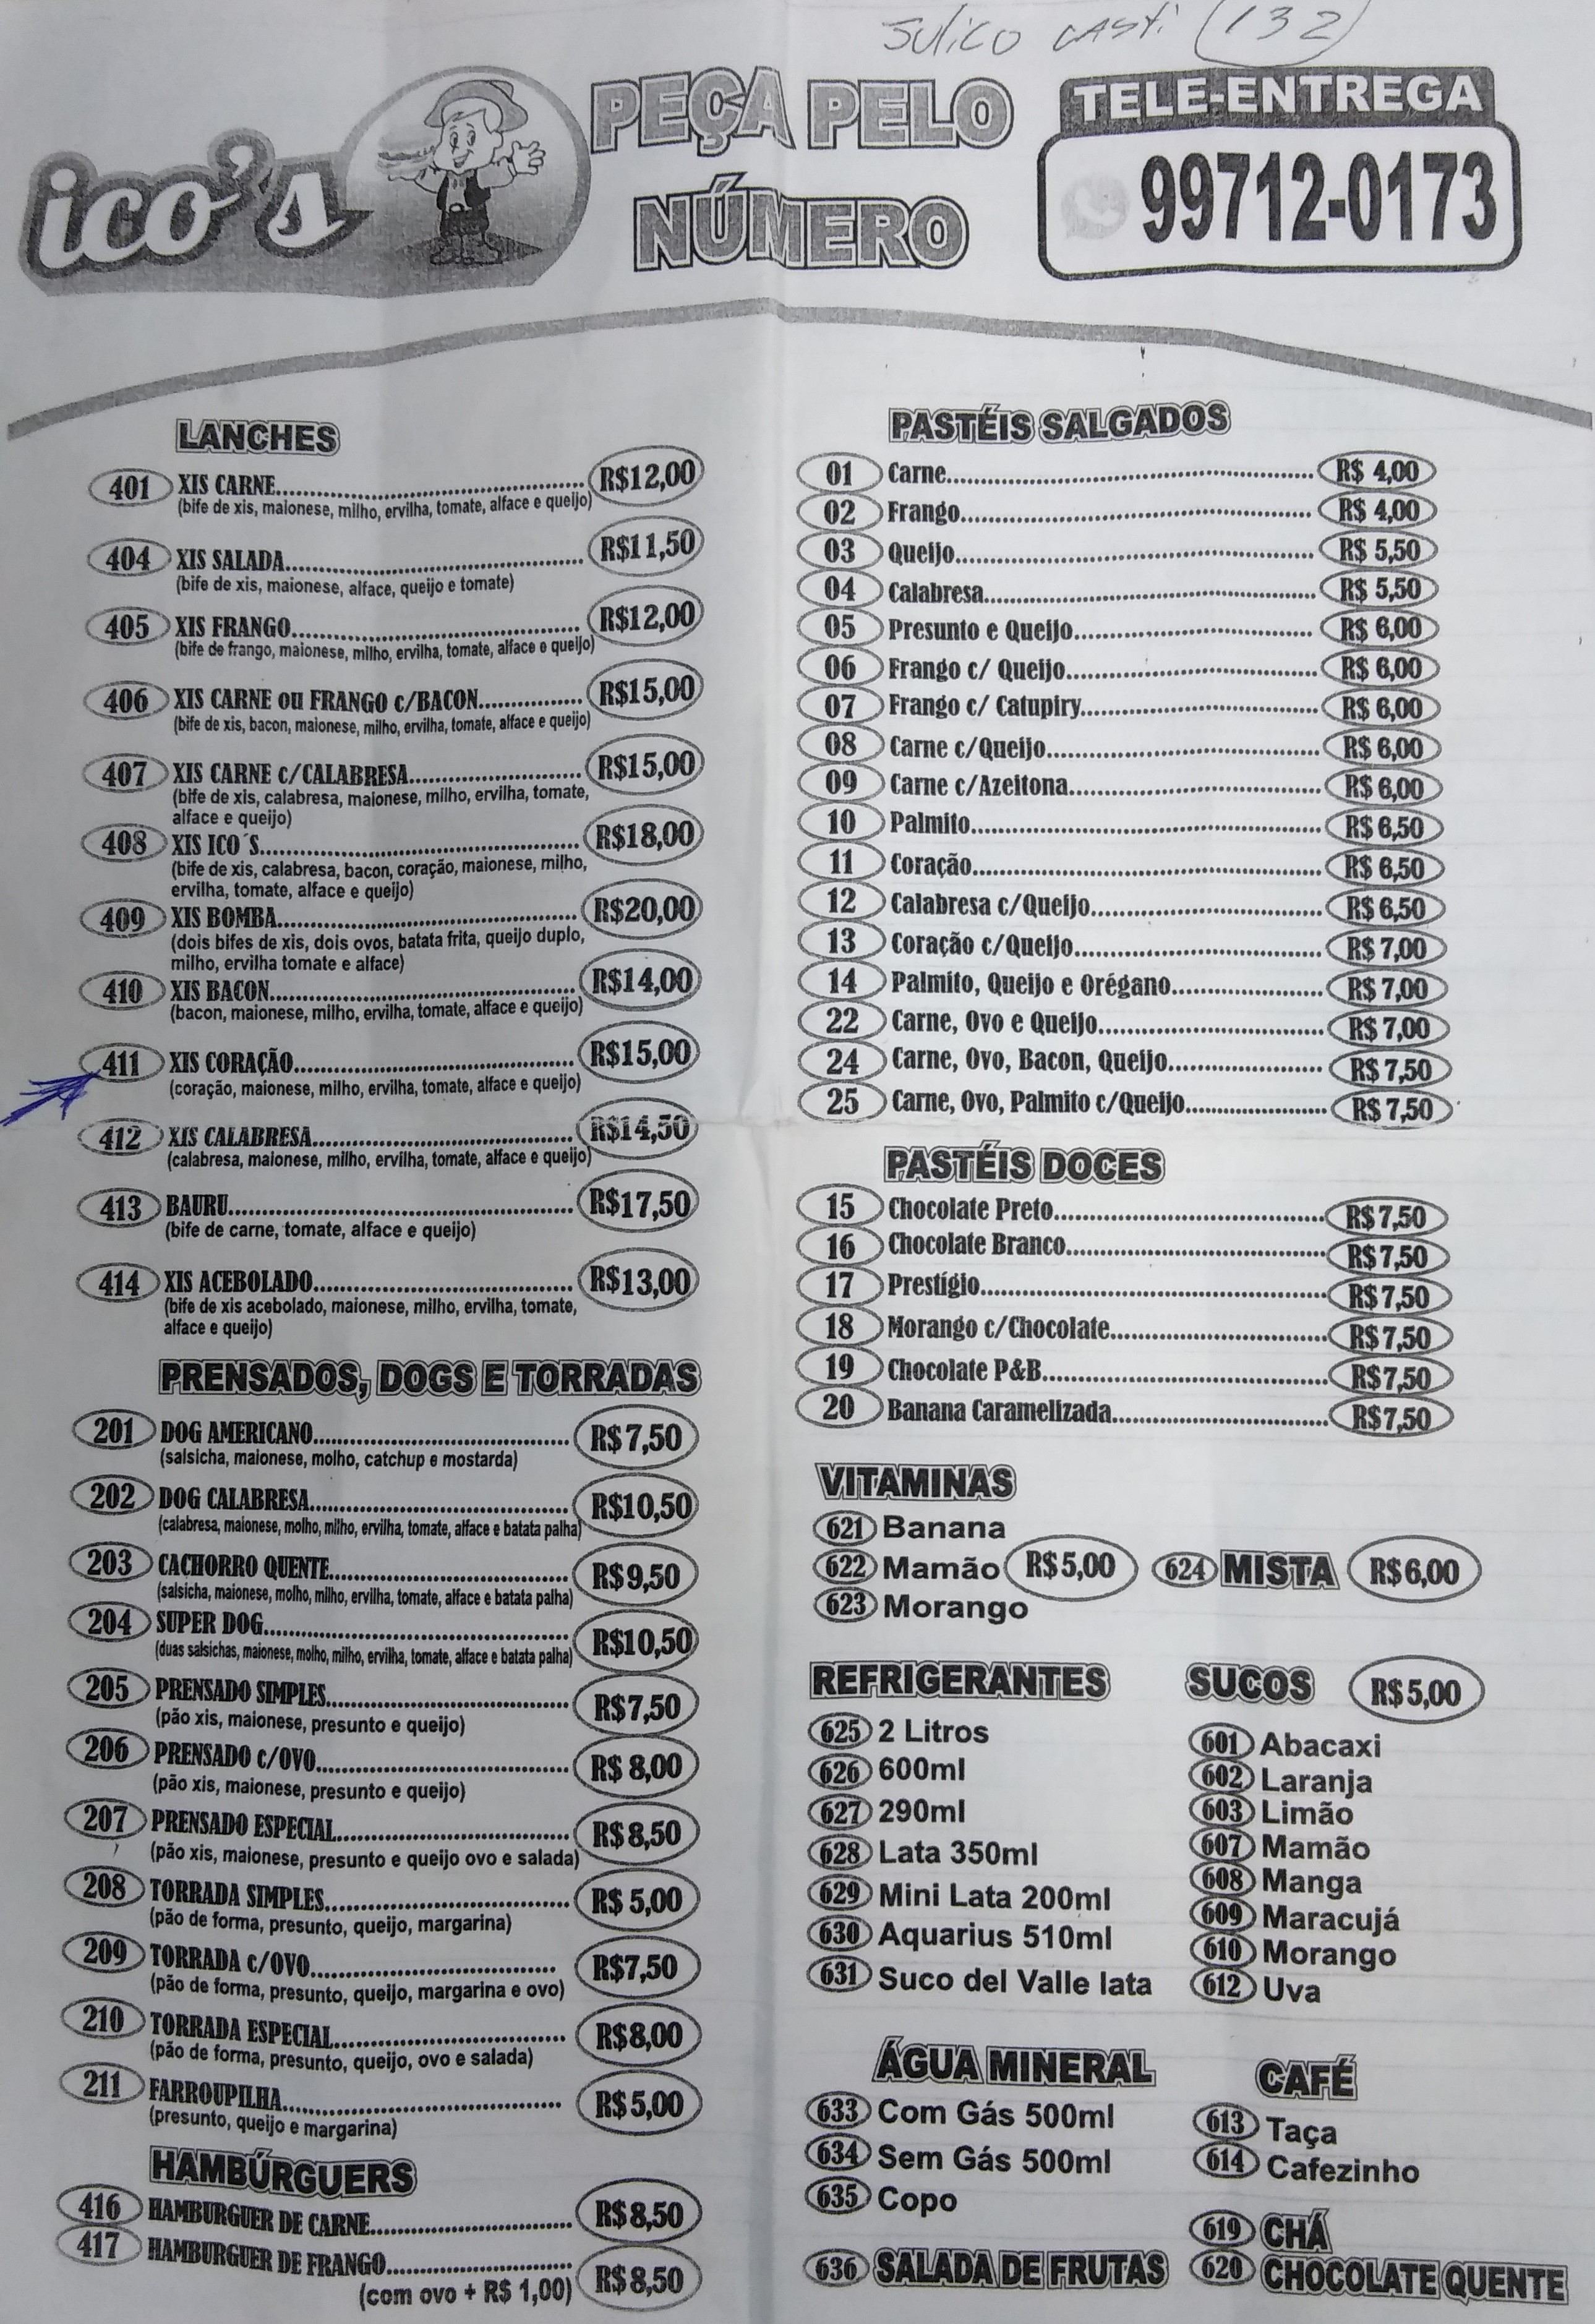 (132)
ico's
PEÇA PELO
NÚMERO
TELE-ENTREGA
99712-0173
LANCHES
401 XIS CARNE R$12,00
(bife de xis, maionese, milho, ervilha, tomate, alface e queijo)
404 XIS SALADA R$11,50
(bife de xis, maionese, alface, queijo e tomate)
405 XIS FRANGO R$12,00
(bife de frango, maionese, milho, ervilha, tomate, alface e queijo)
406 XIS CARNE ou FRANGO c/BACON R$15,00
(bife de xis, bacon, maionese, milho, ervilha, tomate, alface e queijo)
407 XIS CARNE c/CALABRESA R$15,00
(bife de xis, calabresa, maionese, milho, ervilha, tomate,
alface e queijo)
408 XIS ICO´S R$18,00
(bife de xis, calabresa, bacon, coração, maionese, milho,
ervilha, tomate, alface e queijo)
409 XIS BOMBA R$20,00
(dois bifes de xis, dois ovos, batata frita, queijo duplo,
milho, ervilha tomate e alface)
410 XIS BACON R$14,00
(bacon, maionese, milho, ervilha, tomate, alface e queijo)
411 XIS CORAÇÃO R$15,00
(coração, maionese, milho, ervilha, tomate, alface e queijo)
412 XIS CALABRESA R$14,50
(calabresa, maionese, milho, ervilha, tomate, alface e queijo)
413 BAURU R$17,50
(bife de carne, tomate, alface e queijo)
414 XIS ACEBOLADO R$13,00
(bife de xis acebolado, maionese, milho, ervilha, tomate,
alface e queijo)
PRENSADOS, DOGS E TORRADAS
201 DOG AMERICANO R$7,50
(salsicha, maionese, molho, catchup e mostarda)
202 DOG CALABRESA R$10,50
(calabresa, maionese, molho, milho, ervilha, tomate, alface e batata palha)
203 CACHORRO QUENTE R$9,50
(salsicha, maionese, molho, milho, ervilha, tomate, alface e batata palha)
204 SUPER DOG R$10,50
(duas salsichas, maionese, molho, milho, ervilha, tomate, alface e batata palha)
205 PRENSADO SIMPLES R$7,50
(pão xis, maionese, presunto e queijo)
206 PRENSADO c/OVO R$ 8,00
(pão xis, maionese, presunto e queijo)
207 PRENSADO ESPECIAL R$8,50
(pão xis, maionese, presunto e queijo ovo e salada)
208 TORRADA SIMPLES R$ 5,00
(pão de forma, presunto, queijo, margarina)
209 TORRADA c/OVO R$7,50
(pão de forma, presunto, queijo, margarina e ovo)
210 TORRADA ESPECIAL R$8,00
(pão de forma, presunto, queijo, ovo e salada)
211 FARROUPILHA R$5,00
(presunto, queijo e margarina)
HAMBÚRGUERS
416 HAMBURGUER DE CARNE R$8,50
417 HAMBURGUER DE FRANGO R$8,50
(com ovo + R$ 1,00)
PASTÉIS SALGADOS
01 Carne R$ 4,00
02 Frango R$ 4,00
03 Queijo R$ 5,50
04 Calabresa R$ 5,50
05 Presunto e Queijo R$ 6,00
06 Frango c/ Queijo R$ 6,00
07 Frango c/ Catupiry R$ 6,00
08 Carne c/Queijo R$ 6,00
09 Carne c/Azeitona R$ 6,00
10 Palmito R$ 6,50
11 Coração R$ 6,50
12 Calabresa c/Queijo R$ 6,50
13 Coração c/Queijo R$ 7,00
14 Palmito, Queijo e Orégano R$ 7,00
22 Carne, Ovo e Queijo R$ 7,00
24 Carne, Ovo, Bacon, Queijo R$ 7,50
25 Carne, Ovo, Palmito c/Queijo R$ 7,50
PASTÉIS DOCES
15 Chocolate Preto R$7,50
16 Chocolate Branco R$7,50
17 Prestígio R$7,50
18 Morango c/Chocolate R$7,50
19 Chocolate P&B R$7,50
20 Banana Caramelizada R$7,50
VITAMINAS
621 Banana
622 Mamão R$5,00 624 MISTA R$6,00
623 Morango
REFRIGERANTES
625 2 Litros
626 600ml
627 290ml
628 Lata 350ml
629 Mini Lata 200ml
630 Aquarius 510ml
631 Suco del Valle lata
SUCOS R$5,00
601 Abacaxi
602 Laranja
603 Limão
607 Mamão
608 Manga
609 Maracujá
610 Morango
612 Uva
ÁGUA MINERAL
633 Com Gás 500ml
634 Sem Gás 500ml
635 Copo
636 SALADA DE FRUTAS
CAFÉ
613 Taça
614 Cafezinho
619 CHÁ
620 CHOCOLATE QUENTE